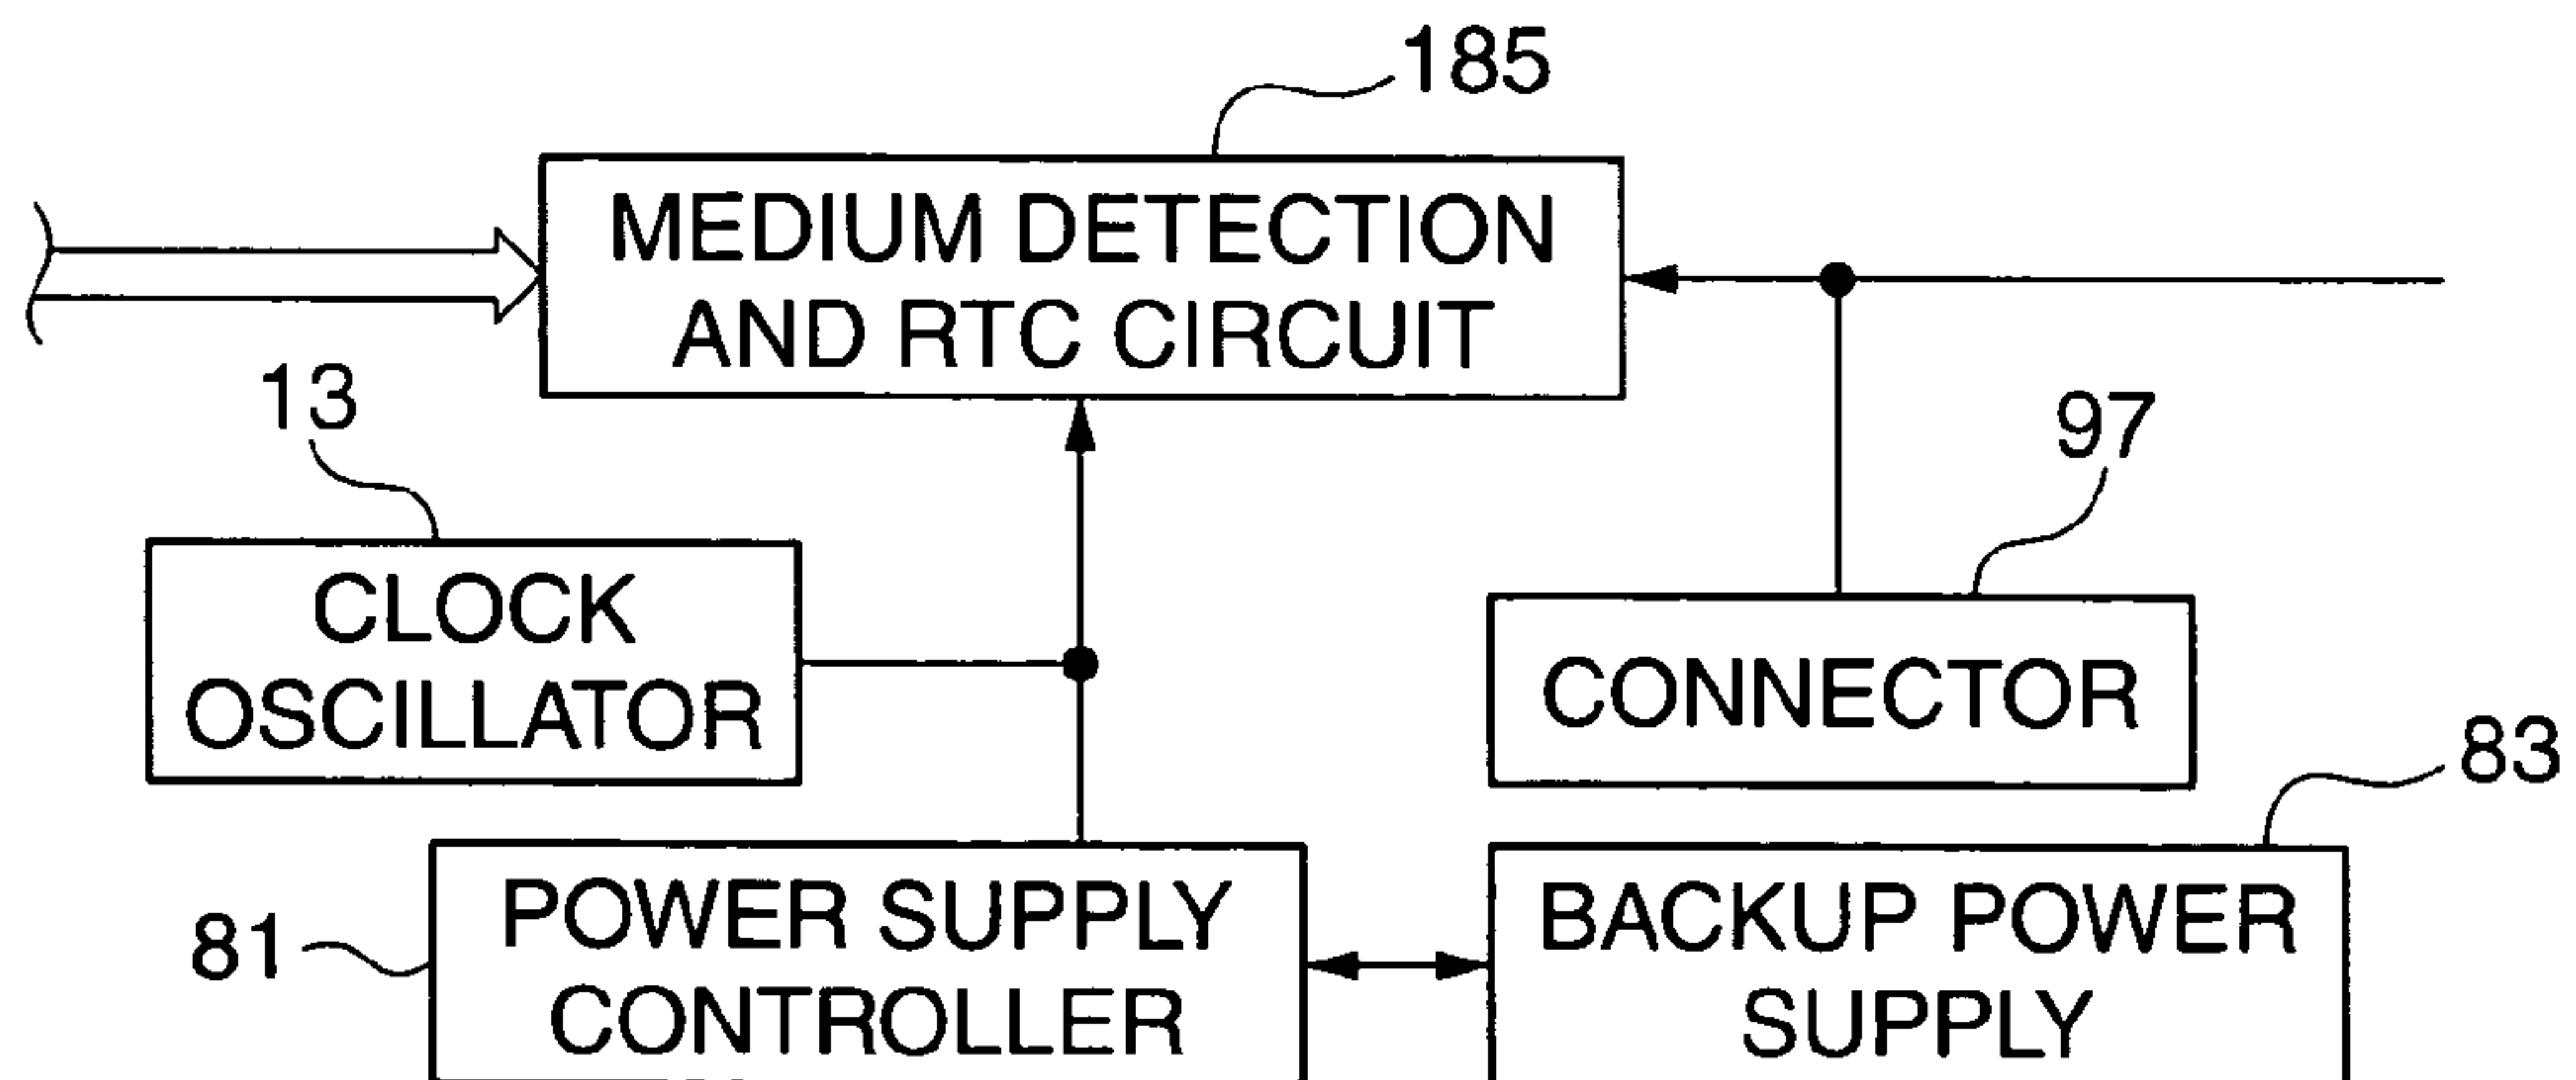 185
MEDIUM DETECTION
AND RTC CIRCUIT
13
97
CLOCK
OSCILLATOR
CONNECTOR
83
81
POWER SUPPLY
CONTROLLER
BACKUP POWER
SUPPLY